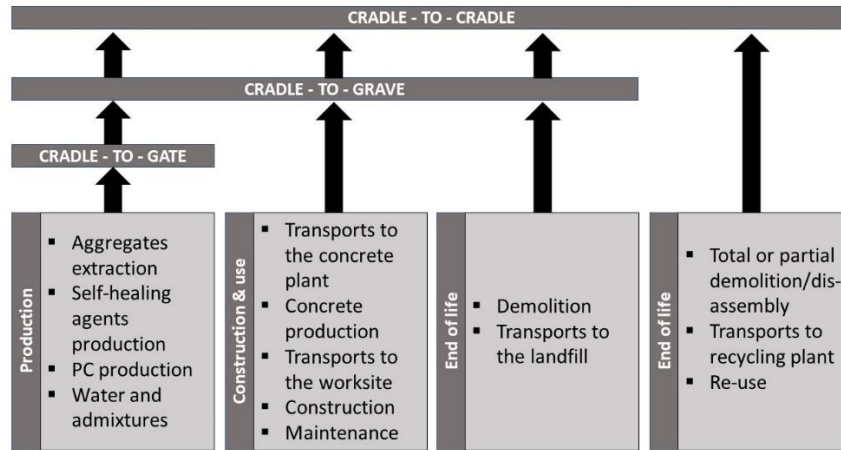 CRADLE - TO - CRADLE
CRADLE - TO - GRAVE
CRADLE - TO - GATE
Production
▪ Aggregates
extraction
▪ Self-healing
agents
production
▪ PC production
▪ Water and
admixtures
Construction & use
▪ Transports to
the concrete
plant
▪ Concrete
production
▪ Transports to
the worksite
▪ Construction
▪ Maintenance
End of life
▪ Demolition
▪ Transports to
the landfill
End of life
▪ Total or partial
demolition/dis-
assembly
▪ Transports to
recycling plant
▪ Re-use